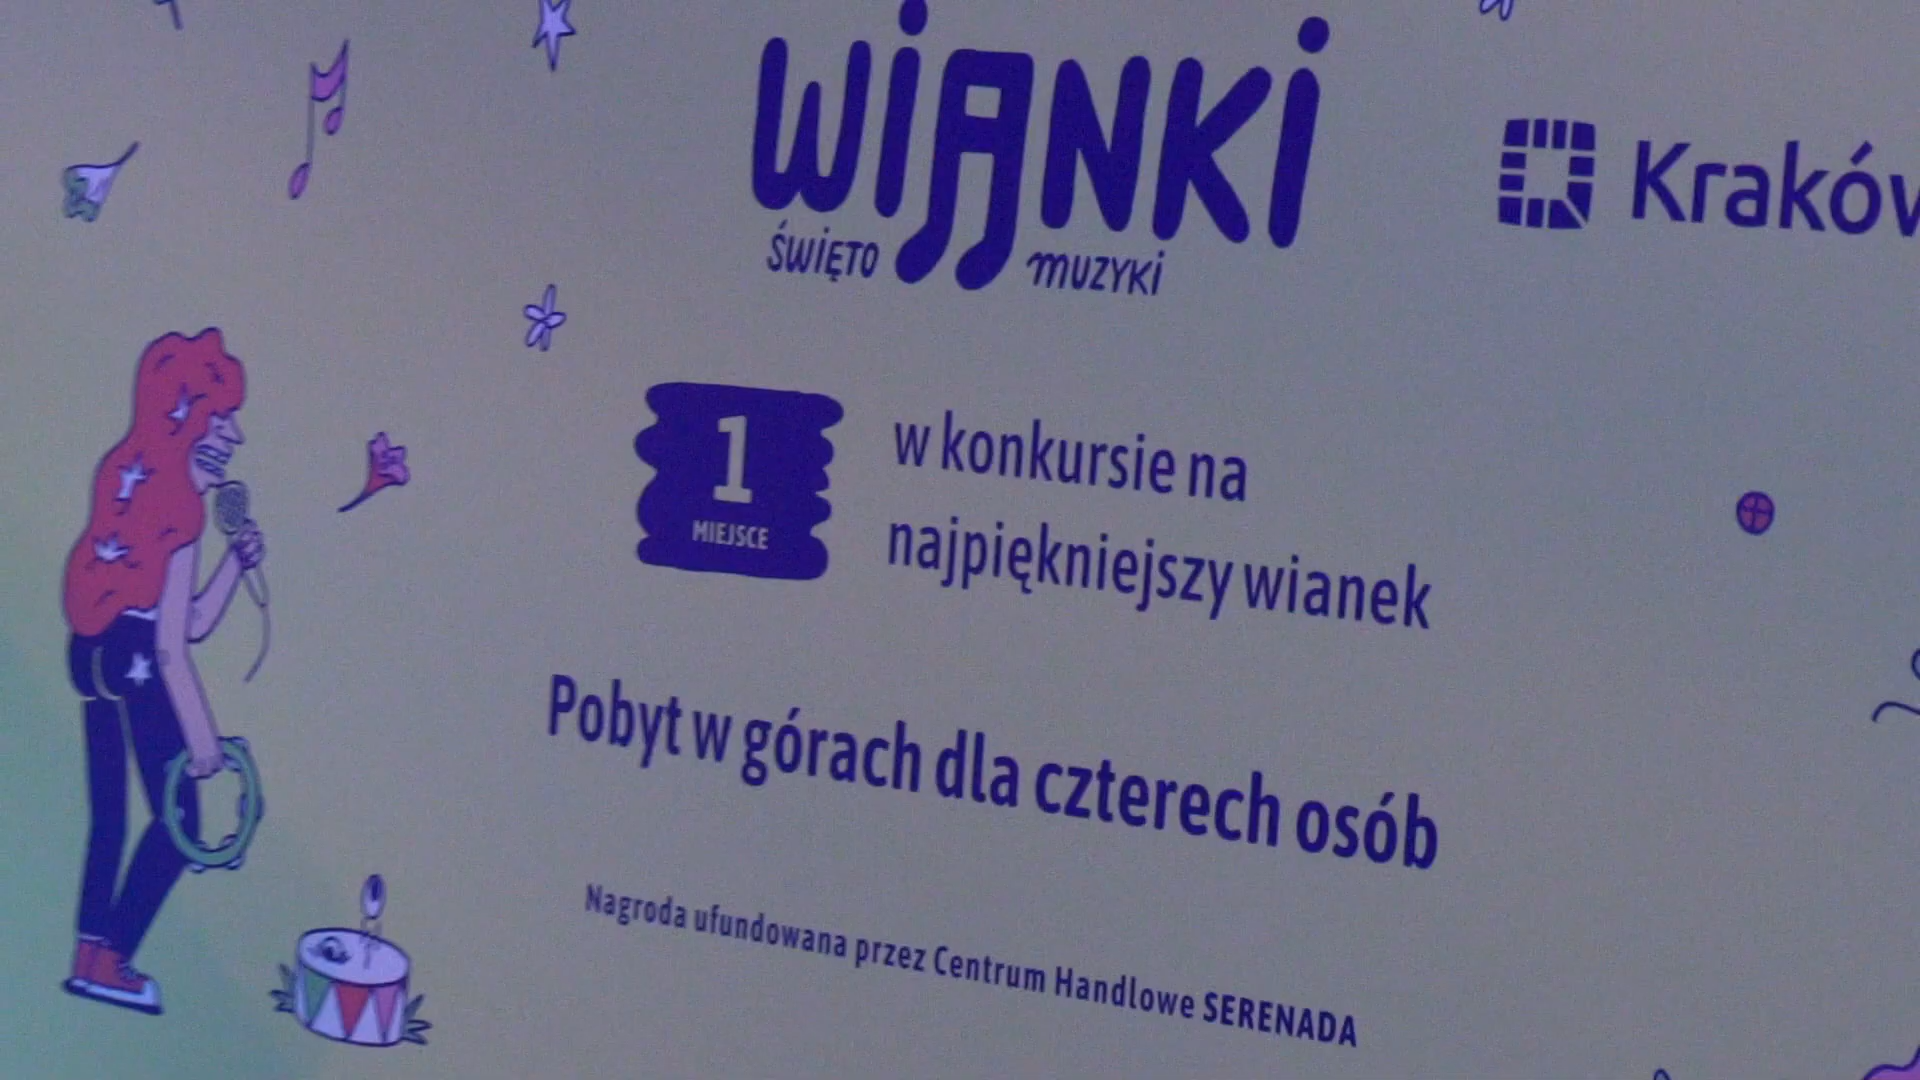 WIANKI
ŚWIĘTO MUZYKI
Kraków
1
MIEJSCE
w konkursie na
najpiękniejszy wianek
Pobyt w górach dla czterech osób
Nagroda ufundowana przez Centrum Handlowe SERENADA